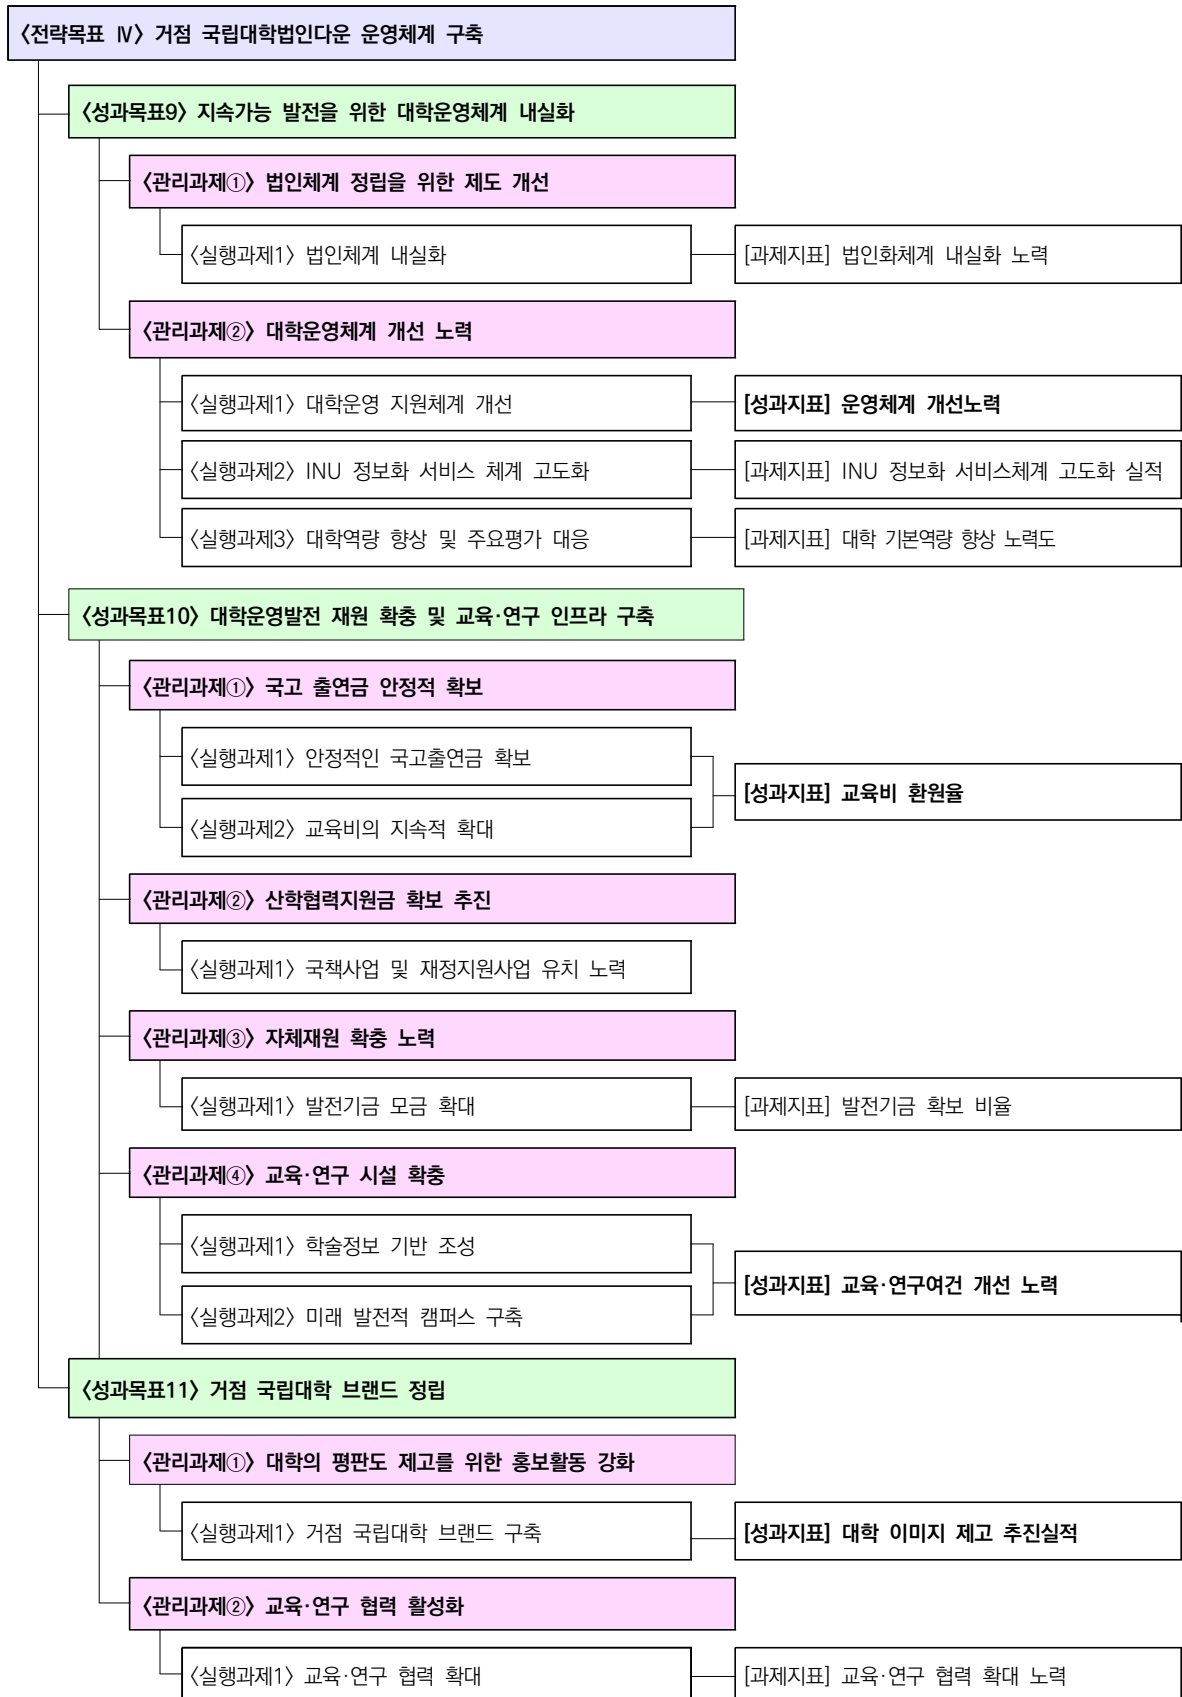 〈전략목표 Ⅳ〉 거점 국립대학법인다운 운영체계 구축
〈성과목표9〉 지속가능 발전을 위한 대학운영체계 내실화
〈관리과제①〉 법인체계 정립을 위한 제도 개선
〈실행과제1〉 법인체계 내실화
[과제지표] 법인화체계 내실화 노력
〈관리과제②〉 대학운영체계 개선 노력
〈실행과제1〉 대학운영 지원체계 개선
[성과지표] 운영체계 개선노력
〈실행과제2〉 INU 정보화 서비스 체계 고도화
[과제지표] INU 정보화 서비스체계 고도화 실적
〈실행과제3〉 대학역량 향상 및 주요평가 대응
[과제지표] 대학 기본역량 향상 노력도
〈성과목표10〉 대학운영발전 재원 확충 및 교육·연구 인프라 구축
〈관리과제①〉 국고 출연금 안정적 확보
〈실행과제1〉 안정적인 국고출연금 확보
[성과지표] 교육비 환원율
〈실행과제2〉 교육비의 지속적 확대
〈관리과제②〉 산학협력지원금 확보 추진
〈실행과제1〉 국책사업 및 재정지원사업 유치 노력
〈관리과제③〉 자체재원 확충 노력
〈실행과제1〉 발전기금 모금 확대
[과제지표] 발전기금 확보 비율
〈관리과제④〉 교육·연구 시설 확충
〈실행과제1〉 학술정보 기반 조성
[성과지표] 교육·연구여건 개선 노력
〈실행과제2〉 미래 발전적 캠퍼스 구축
〈성과목표11〉 거점 국립대학 브랜드 정립
〈관리과제①〉 대학의 평판도 제고를 위한 홍보활동 강화
〈실행과제1〉 거점 국립대학 브랜드 구축
[성과지표] 대학 이미지 제고 추진실적
〈관리과제②〉 교육·연구 협력 활성화
〈실행과제1〉 교육·연구 협력 확대
[과제지표] 교육·연구 협력 확대 노력